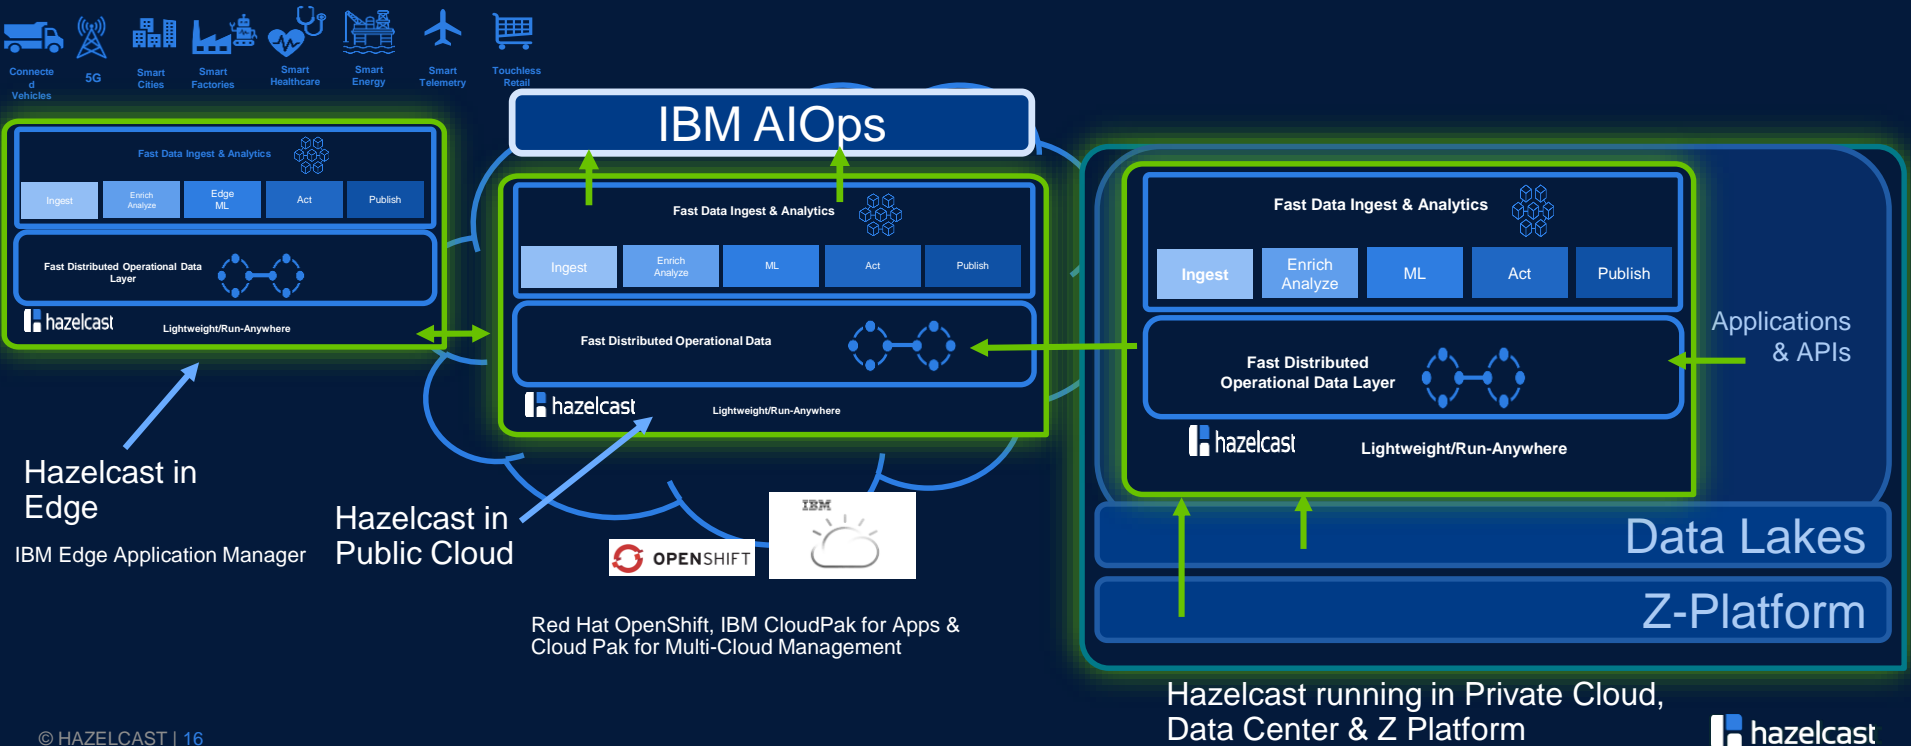 Connecte
d
Vehicles
5G
Smart
Cities
Smart
Factories
Smart
Healthcare
Smart
Energy
Smart
Telemetry
Touchless
Retail
Fast Data Ingest & Analytics
Ingest
Enrich
Analyze
Edge
ML
Act
Publish
Fast Distributed Operational Data
Layer
hazelcast
Lightweight/Run-Anywhere
Hazelcast in
Edge
IBM Edge Application Manager
IBM AIOps
Fast Data Ingest & Analytics
Ingest
Enrich
Analyze
ML
Act
Publish
Fast Distributed Operational Data
hazelcast
Lightweight/Run-Anywhere
Hazelcast in
Public Cloud
OPENSHIFT
IBM
Red Hat OpenShift, IBM CloudPak for Apps &
Cloud Pak for Multi-Cloud Management
Fast Data Ingest & Analytics
Ingest
Enrich
Analyze
ML
Act
Publish
Fast Distributed
Operational Data Layer
hazelcast
Lightweight/Run-Anywhere
Applications
& APIs
Data Lakes
Z-Platform
Hazelcast running in Private Cloud,
Data Center & Z Platform
© HAZELCAST | 16
hazelcast